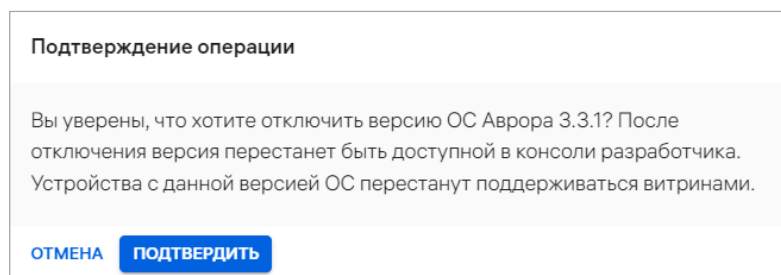 Подтверждение операции
Вы уверены, что хотите отключить версию ОС Аврора 3.3.1? После
отключения версия перестанет быть доступной в консоли разработчика.
Устройства с данной версией ОС перестанут поддерживаться витринами.
ОТМЕНА ПОДТВЕРДИТЬ